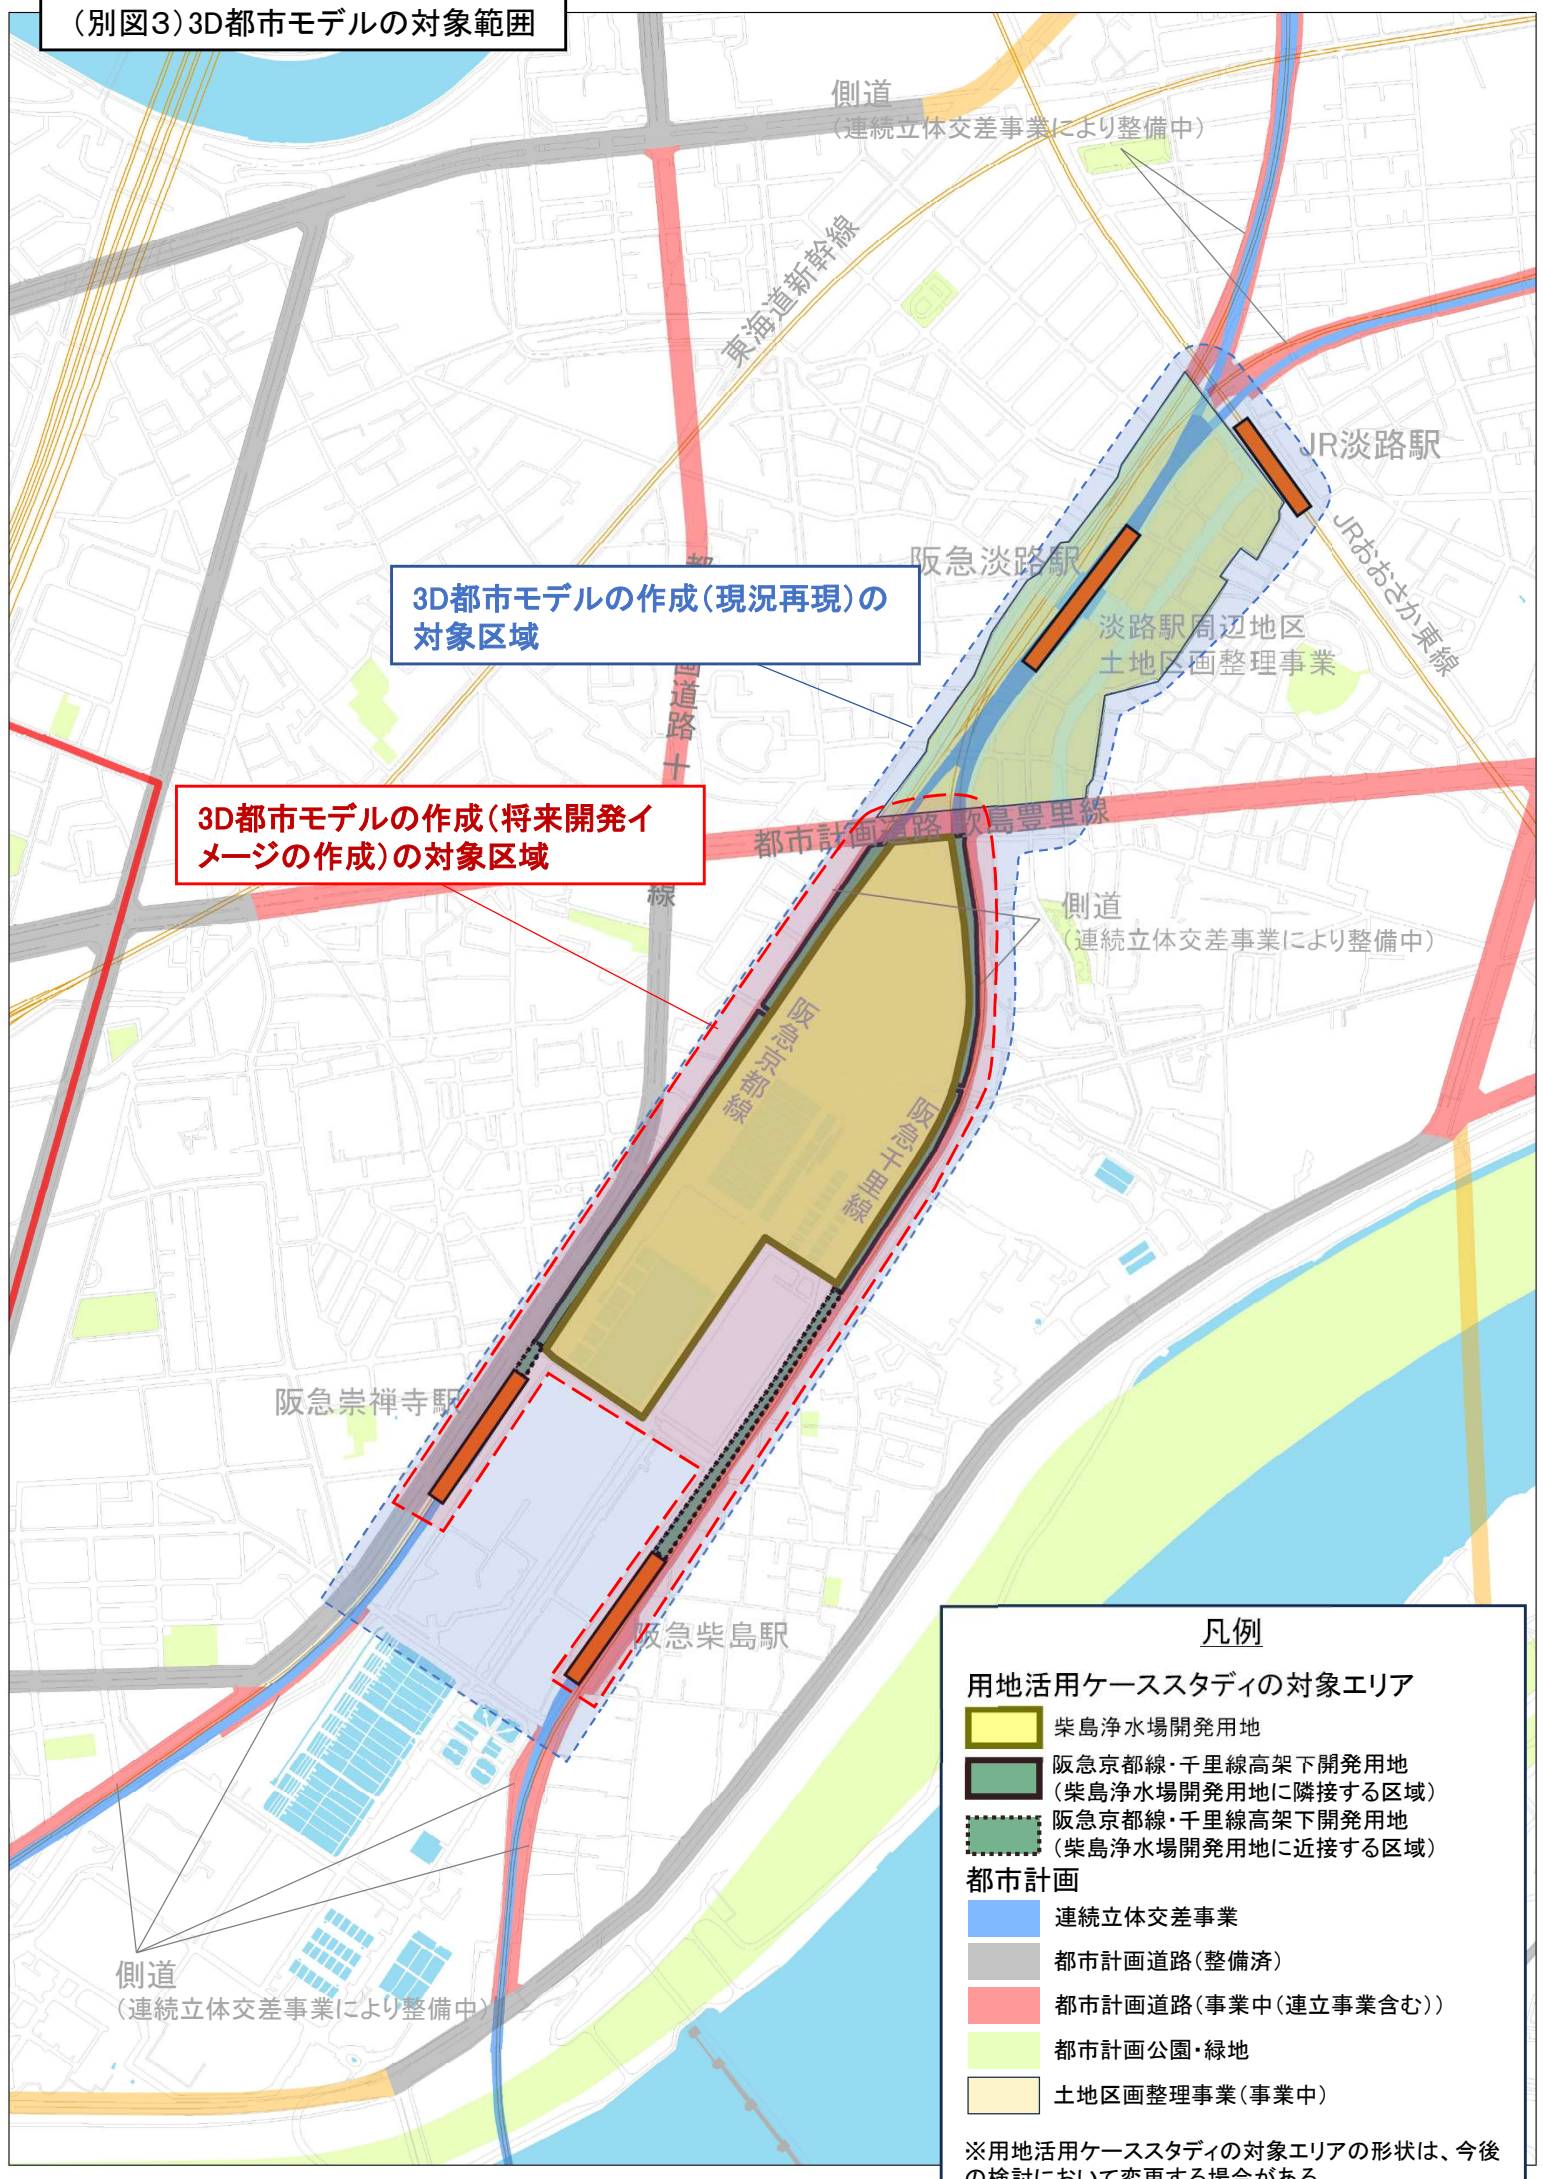 （別図３）3D都市モデルの対象範囲
側道
（連続立体交差事業により整備中）
東海道新幹線
JR淡路駅
JRおおさか東線
阪急淡路駅
3D都市モデルの作成（現況再現）の
対象区域
淡路駅周辺地区
土地区画整理事業
3D都市モデルの作成（将来開発イ
メージの作成）の対象区域
都市計画道路 歌島豊里線
側道
（連続立体交差事業により整備中）
阪急京都線
阪急千里線
阪急崇禅寺駅
阪急柴島駅
側道
（連続立体交差事業により整備中）
凡例
用地活用ケーススタディの対象エリア
柴島浄水場開発用地
阪急京都線・千里線高架下開発用地
（柴島浄水場開発用地に隣接する区域）
阪急京都線・千里線高架下開発用地
（柴島浄水場開発用地に近接する区域）
都市計画
連続立体交差事業
都市計画道路（整備済）
都市計画道路（事業中（連立事業含む））
都市計画公園・緑地
土地区画整理事業（事業中）
※用地活用ケーススタディの対象エリアの形状は、今後
の検討において変更する場合がある